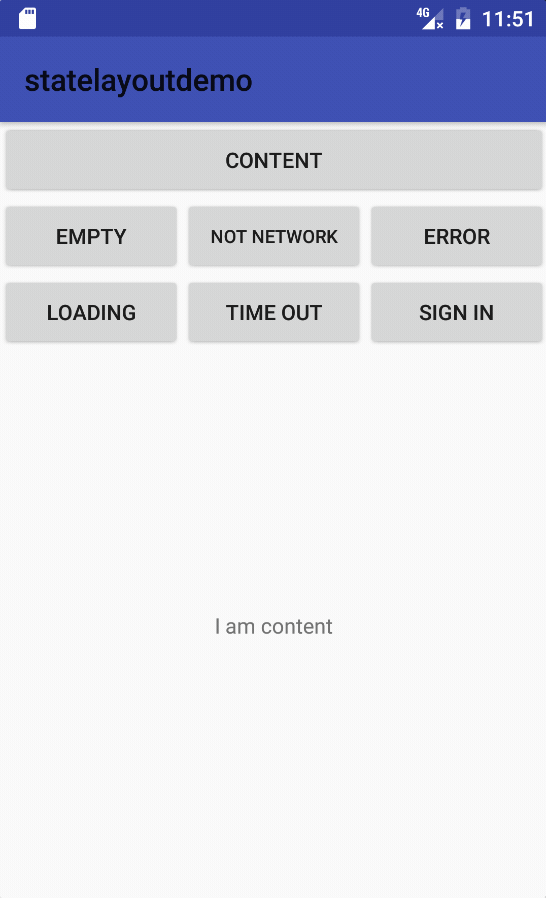 4G 11:51
statelayoutdemo
CONTENT
EMPTY NOT NETWORK ERROR
LOADING TIME OUT SIGN IN
I am content